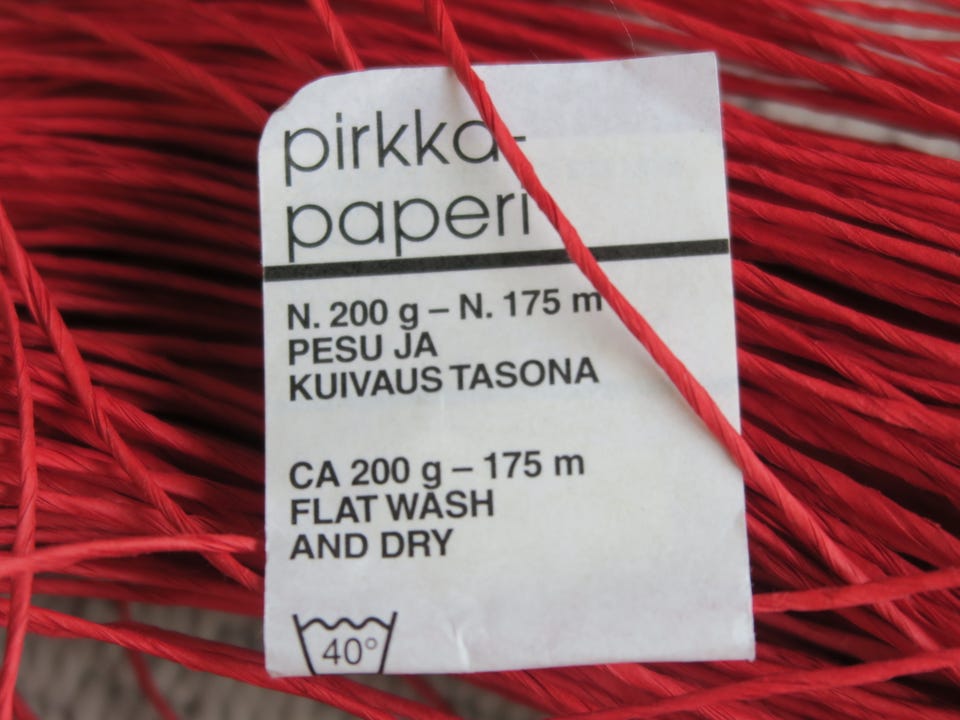 pirkka-
paperi
N. 200 g – N. 175 m
PESU JA
KUIVAUS TASONA
CA 200 g – 175 m
FLAT WASH
AND DRY
40°